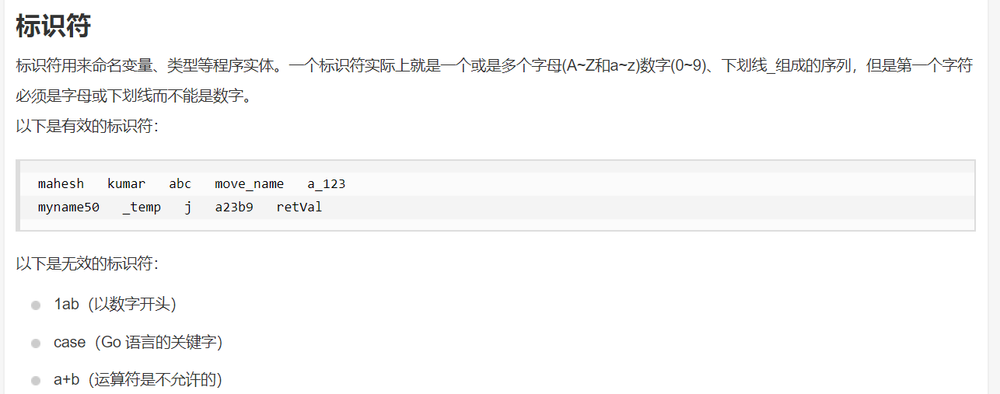 标识符
标识符用来命名变量、类型等程序实体。一个标识符实际上就是一个或是多个字母(A~Z和a~z)数字(0~9)、下划线_组成的序列，但是第一个字符
必须是字母或下划线而不能是数字。
以下是有效的标识符：
mahesh   kumar   abc   move_name   a_123
myname50   _temp   j   a23b9   retVal
以下是无效的标识符：
1ab（以数字开头）
case（Go 语言的关键字）
a+b（运算符是不允许的）